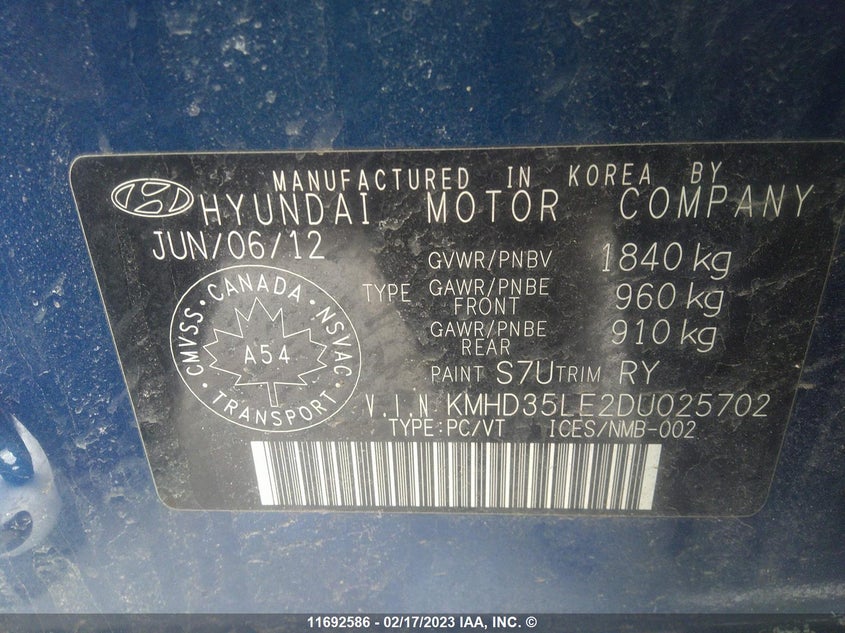 MANUFACTURED IN KOREA BY
HYUNDAI MOTOR COMPANY
JUN/06/12
GVWR/PNBV 1840 kg
TYPE GAWR/PNBE FRONT 960 kg
GAWR/PNBE REAR 910 kg
CANADA · NSVAC · TRANSPORT · CMVSS ·
A54
PAINT S7U TRIM RY
V.I.N KMHD35LE2DU025702
TYPE:PC/VT ICES/NMB-002
11692586 - 02/17/2023 IAA, INC. ©